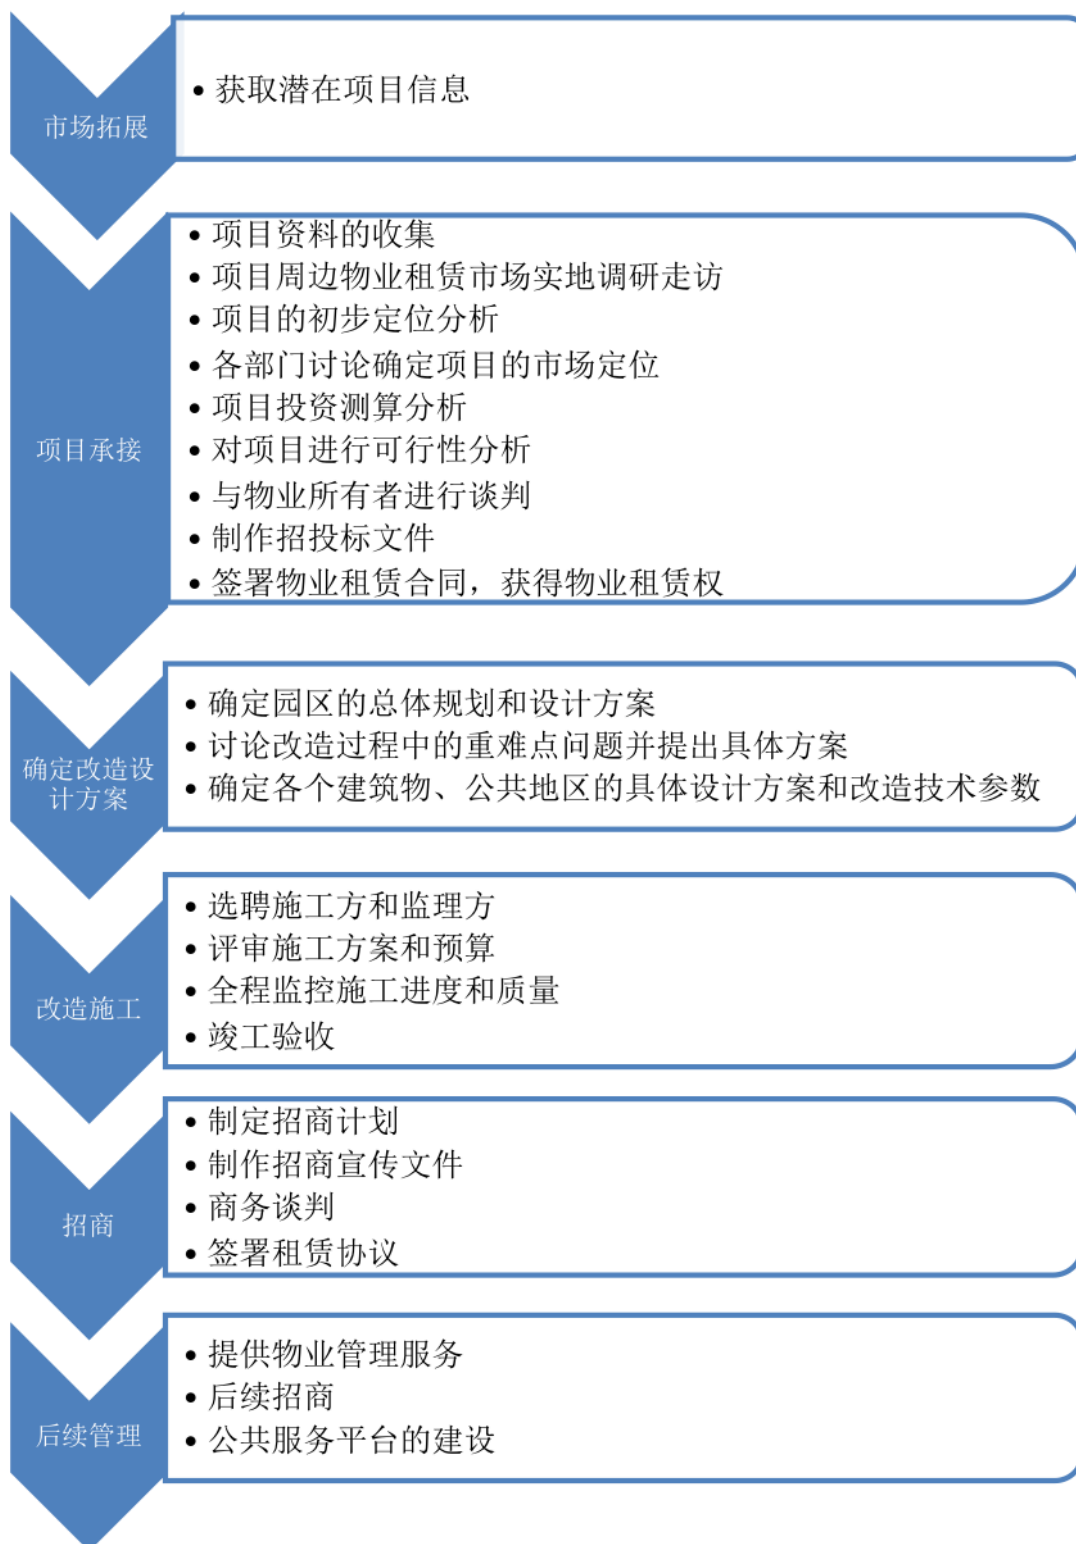 市场拓展
• 获取潜在项目信息
项目承接
• 项目资料的收集
• 项目周边物业租赁市场实地调研走访
• 项目的初步定位分析
• 各部门讨论确定项目的市场定位
• 项目投资测算分析
• 对项目进行可行性分析
• 与物业所有者进行谈判
• 制作招投标文件
• 签署物业租赁合同，获得物业租赁权
确定改造设
计方案
• 确定园区的总体规划和设计方案
• 讨论改造过程中的重难点问题并提出具体方案
• 确定各个建筑物、公共地区的具体设计方案和改造技术参数
改造施工
• 选聘施工方和监理方
• 评审施工方案和预算
• 全程监控施工进度和质量
• 竣工验收
招商
• 制定招商计划
• 制作招商宣传文件
• 商务谈判
• 签署租赁协议
后续管理
• 提供物业管理服务
• 后续招商
• 公共服务平台的建设